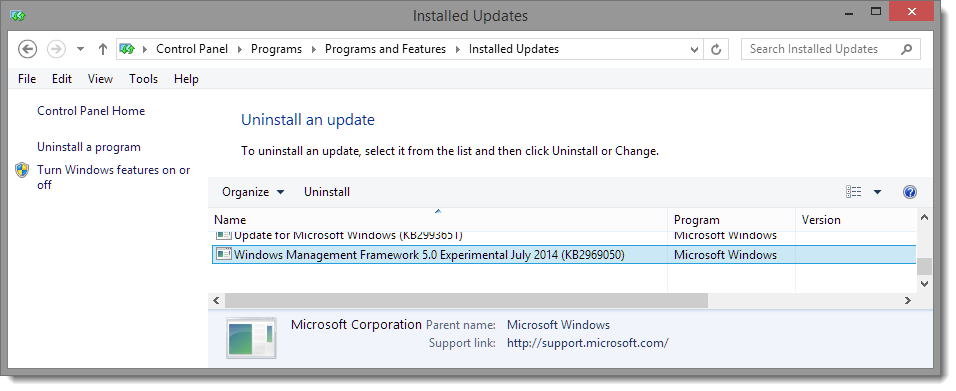 Installed Updates
Control Panel Programs Programs and Features Installed Updates Search Installed Updates
File Edit View Tools Help
Control Panel Home
Uninstall a program
Turn Windows features on or
off
Uninstall an update
To uninstall an update, select it from the list and then click Uninstall or Change.
Organize Uninstall
Name Program Version
Update for Microsoft Windows (KB2993651) Microsoft Windows
Windows Management Framework 5.0 Experimental July 2014 (KB2969050) Microsoft Windows
Microsoft Corporation Parent name: Microsoft Windows
Support link: http://support.microsoft.com/